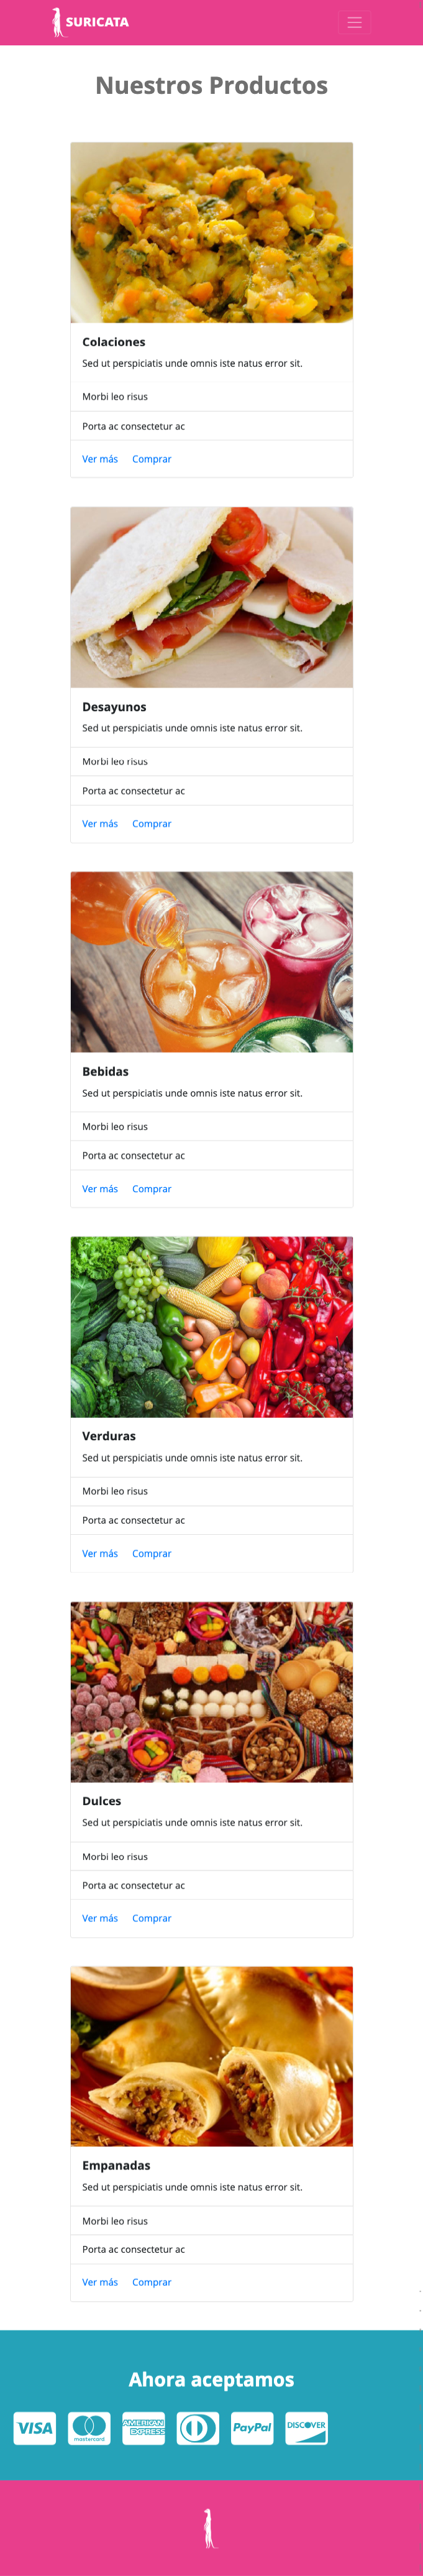 SURICATA
Nuestros Productos
Colaciones
Sed ut perspiciatis unde omnis iste natus error sit.
Morbi leo risus
Porta ac consectetur ac
Ver más Comprar
Desayunos
Sed ut perspiciatis unde omnis iste natus error sit.
Morbi leo risus
Porta ac consectetur ac
Ver más Comprar
Bebidas
Sed ut perspiciatis unde omnis iste natus error sit.
Morbi leo risus
Porta ac consectetur ac
Ver más Comprar
Verduras
Sed ut perspiciatis unde omnis iste natus error sit.
Morbi leo risus
Porta ac consectetur ac
Ver más Comprar
Dulces
Sed ut perspiciatis unde omnis iste natus error sit.
Morbi leo risus
Porta ac consectetur ac
Ver más Comprar
Empanadas
Sed ut perspiciatis unde omnis iste natus error sit.
Morbi leo risus
Porta ac consectetur ac
Ver más Comprar
Ahora aceptamos
VISA mastercard AMERICAN EXPRESS PayPal DISCOVER